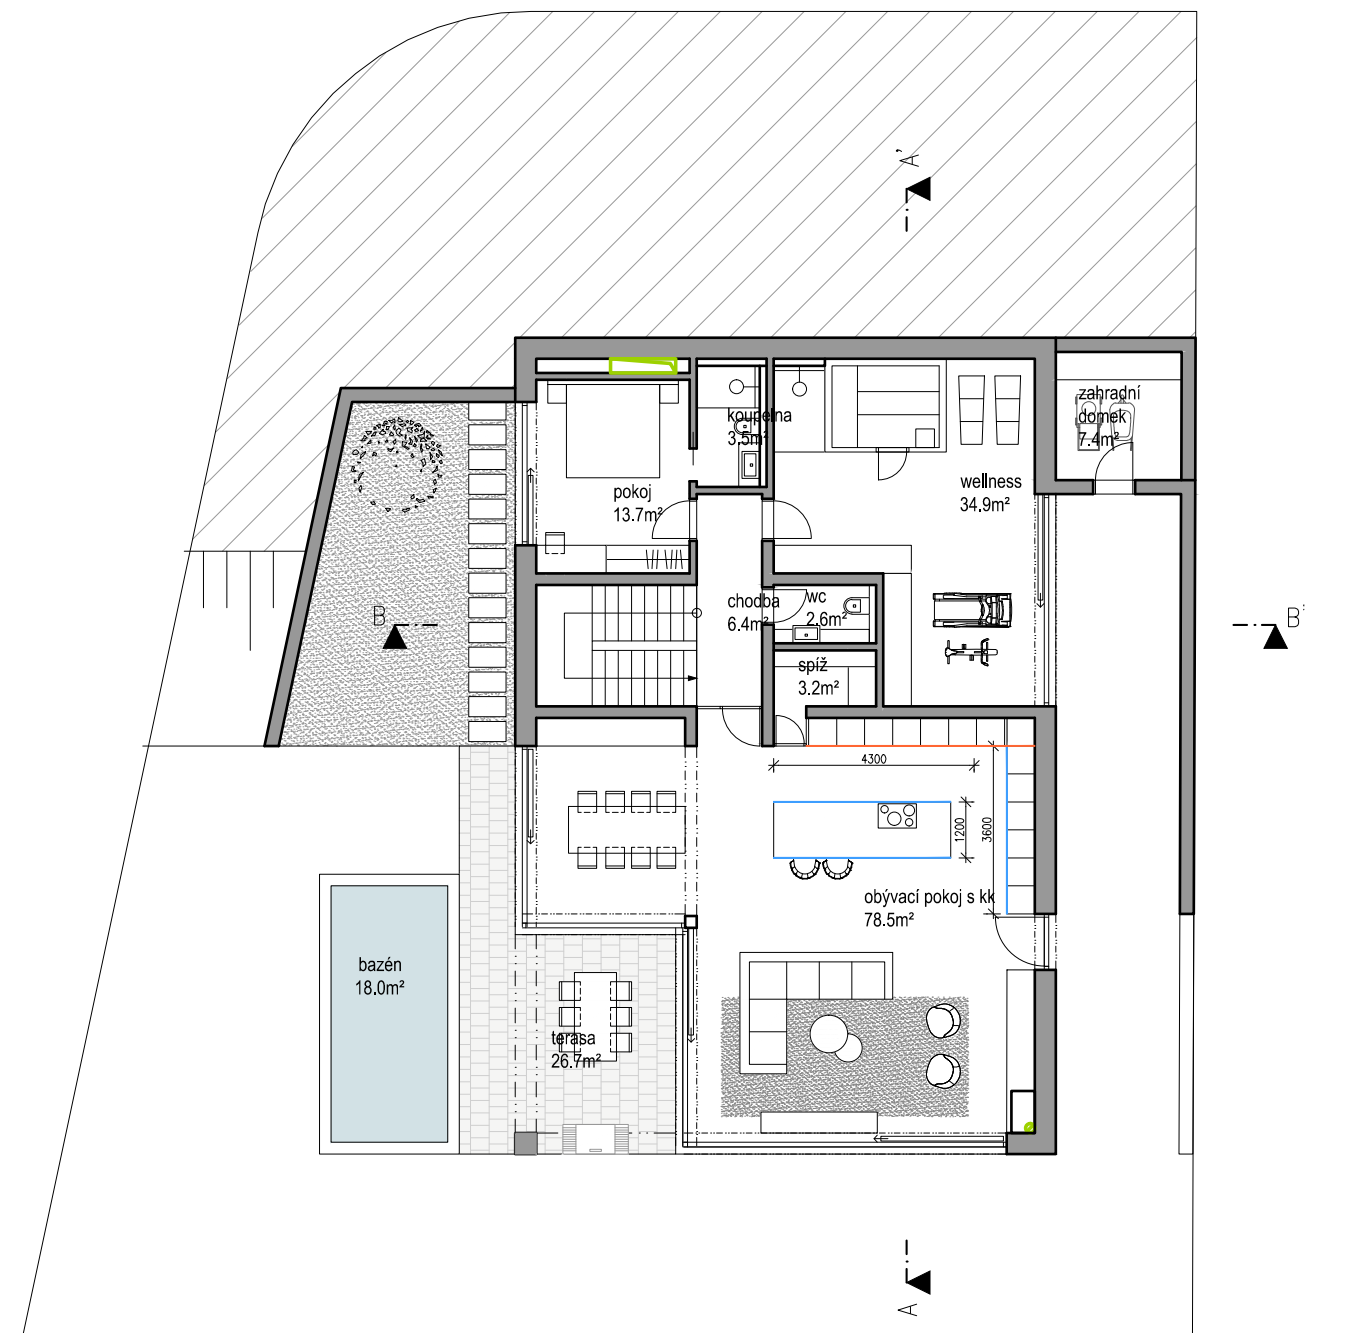 A'
zahradní
domek
7.4m²
koupelna
3.5m²
wellness
34.9m²
pokoj
13.7m²
chodba
6.4m²
wc
2.6m²
B
B'
spíž
3.2m²
4300
1200
3600
obývací pokoj s kk
78.5m²
bazén
18.0m²
terasa
26.7m²
A